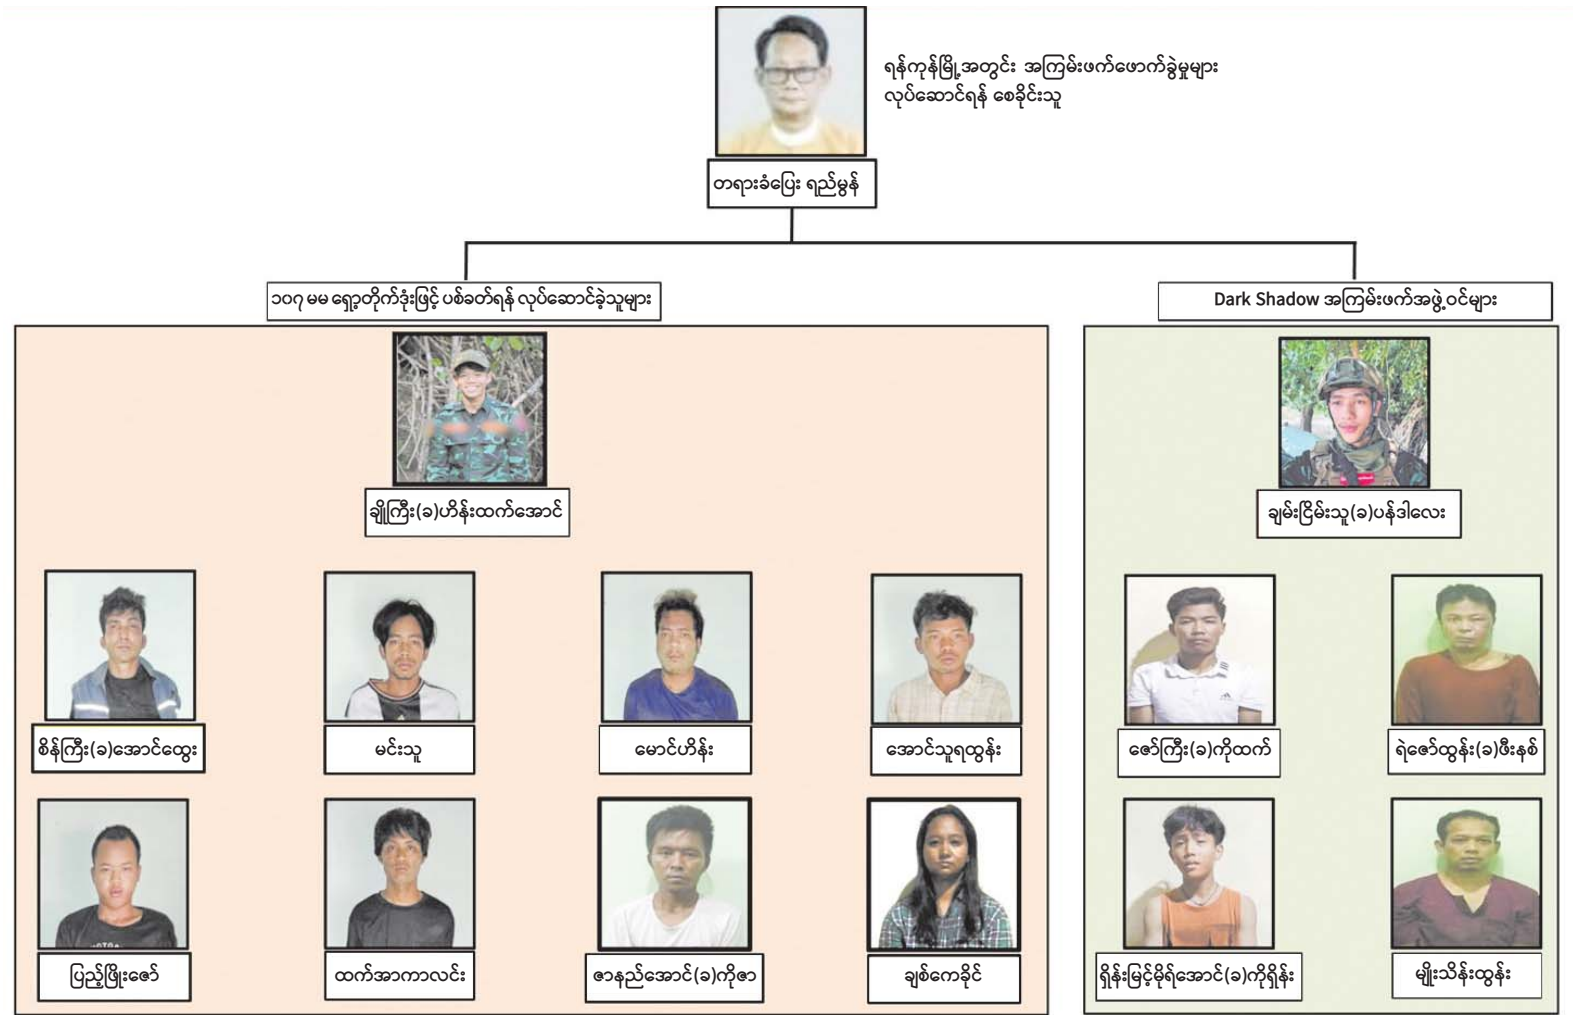 ရန်ကုန်မြို့အတွင်း အကြမ်းဖက်ဖောက်ခွဲမှုများ
လုပ်ဆောင်ရန် စေခိုင်းသူ
တရားခံပြေး ရည်မွန်
၁၀၇ မမ ရှော့တိုက်ဒုံးဖြင့် ပစ်ခတ်ရန် လုပ်ဆောင်ခဲ့သူများ
Dark Shadow အကြမ်းဖက်အဖွဲ့ဝင်များ
ချိုကြီး(ခ)ဟိန်းထက်အောင်
ချမ်းငြိမ်းသူ(ခ)ပန်ဒါလေး
စိန်ကြီး(ခ)အောင်ထွေး
မင်းသူ
မောင်ဟိန်း
အောင်သူရထွန်း
ဇော်ကြီး(ခ)ကိုထက်
ရဲဇော်ထွန်း(ခ)ဖီးနစ်
ပြည့်ဖြိုးဇော်
ထက်အာကာလင်း
ဇာနည်အောင်(ခ)ကိုဇာ
ချစ်ကေခိုင်
ရှိန်းမြင့်မိုရ်အောင်(ခ)ကိုရှိန်း
မျိုးသိန်းထွန်း